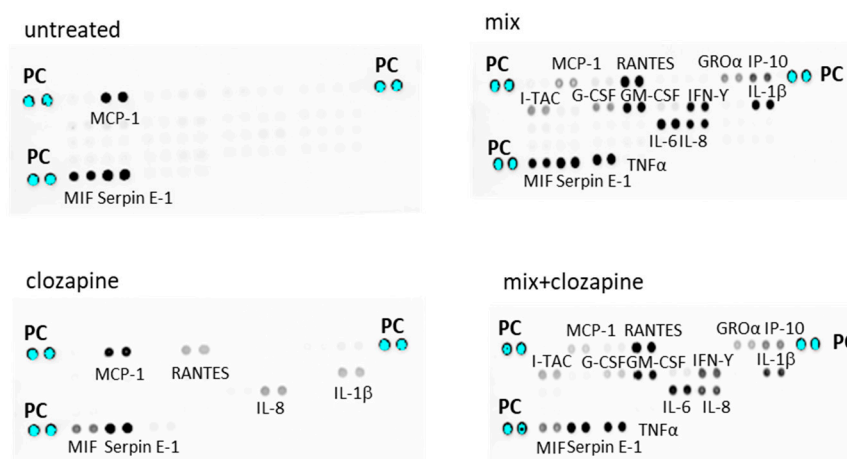 untreated
PC
PC
MCP-1
PC
MIF Serpin E-1
mix
PC
MCP-1 RANTES
GROα IP-10
PC
I-TAC
G-CSF GM-CSF IFN-Y
IL-1β
IL-6 IL-8
PC
MIF Serpin E-1
TNFα
clozapine
PC
PC
MCP-1
RANTES
IL-1β
IL-8
PC
MIF Serpin E-1
mix+clozapine
PC
MCP-1 RANTES
GROα IP-10
PC
I-TAC
G-CSF GM-CSF IFN-Y
IL-1β
IL-6 IL-8
PC
MIF Serpin E-1
TNFα